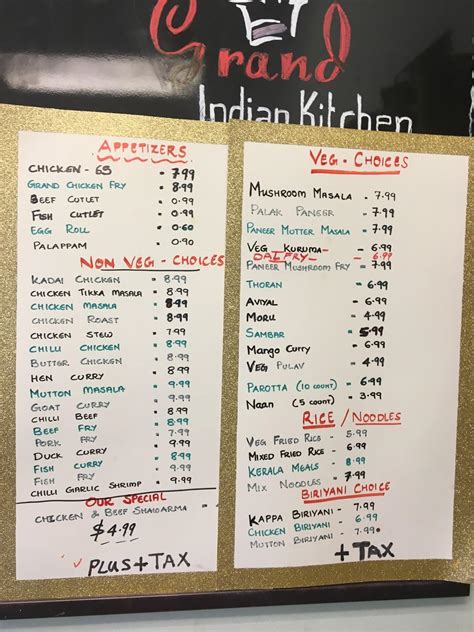 Grand
Indian Kitchen
APPETIZERS
CHICKEN - 65 - 7.99
GRAND CHICKEN FRY - 8.99
BEEF CUTLET - 0.99
FISH CUTLET - 0.99
EGG ROLL - 0.60
PALAPPAM - 0.90
NON VEG - CHOICES
KADAI CHICKEN = 8.99
CHICKEN TIKKA MASALA = 8.99
CHICKEN MASALA = 8.99
CHICKEN ROAST = 8.99
CHICKEN STEW = 7.99
CHILLI CHICKEN = 8.99
BUTTER CHICKEN = 8.99
HEN CURRY = 8.99
MUTTON MASALA = 9.99
GOAT CURRY = 9.99
CHILLI BEEF = 8.99
BEEF FRY = 8.99
PORK FRY = 9.99
DUCK CURRY = 9.99
FISH CURRY = 8.99
FISH FRY = 9.99
CHILLI GARLIC SHRIMP = 9.99
OUR SPECIAL
CHICKEN & BEEF SHAWARMA
$4.99
PLUS+TAX
VEG - CHOICES
MUSHROOM MASALA - 7.99
PALAK PANEER - 7.99
PANEER MUTTER MASALA - 7.99
VEG KURUMA - 6.99
DAL FRY - 6.99
PANEER MUSHROOM FRY - 7.99
THORAN - 6.99
AVIYAL - 6.99
MORU - 4.99
SAMBAR - 5.99
MANGO CURRY - 6.99
VEG PULAV - 4.99
PAROTTA (10 COUNT) - 6.99
NAAN (5 COUNT) - 4.99
RICE / NOODLES
VEG FRIED RICE - 5.99
MIXED FRIED RICE - 6.99
KERALA MEALS - 8.99
MIX NOODLES - 7.99
BIRIYANI CHOICE
KAPPA BIRIYANI - 7.99
CHICKEN BIRIYANI - 6.99
MUTTON BIRIYANI - 7.99
+ TAX